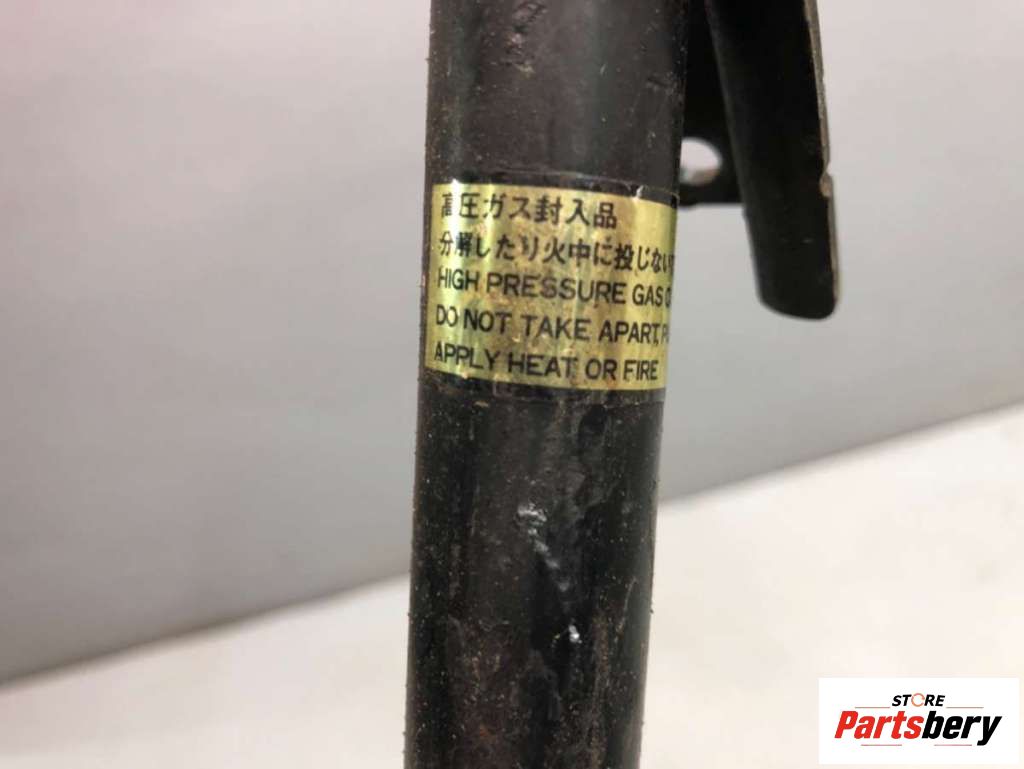 高圧ガス封入品
分解したり火中に投じない
HIGH PRESSURE GAS
DO NOT TAKE APART,
APPLY HEAT OR FIRE
STORE
Partsbery